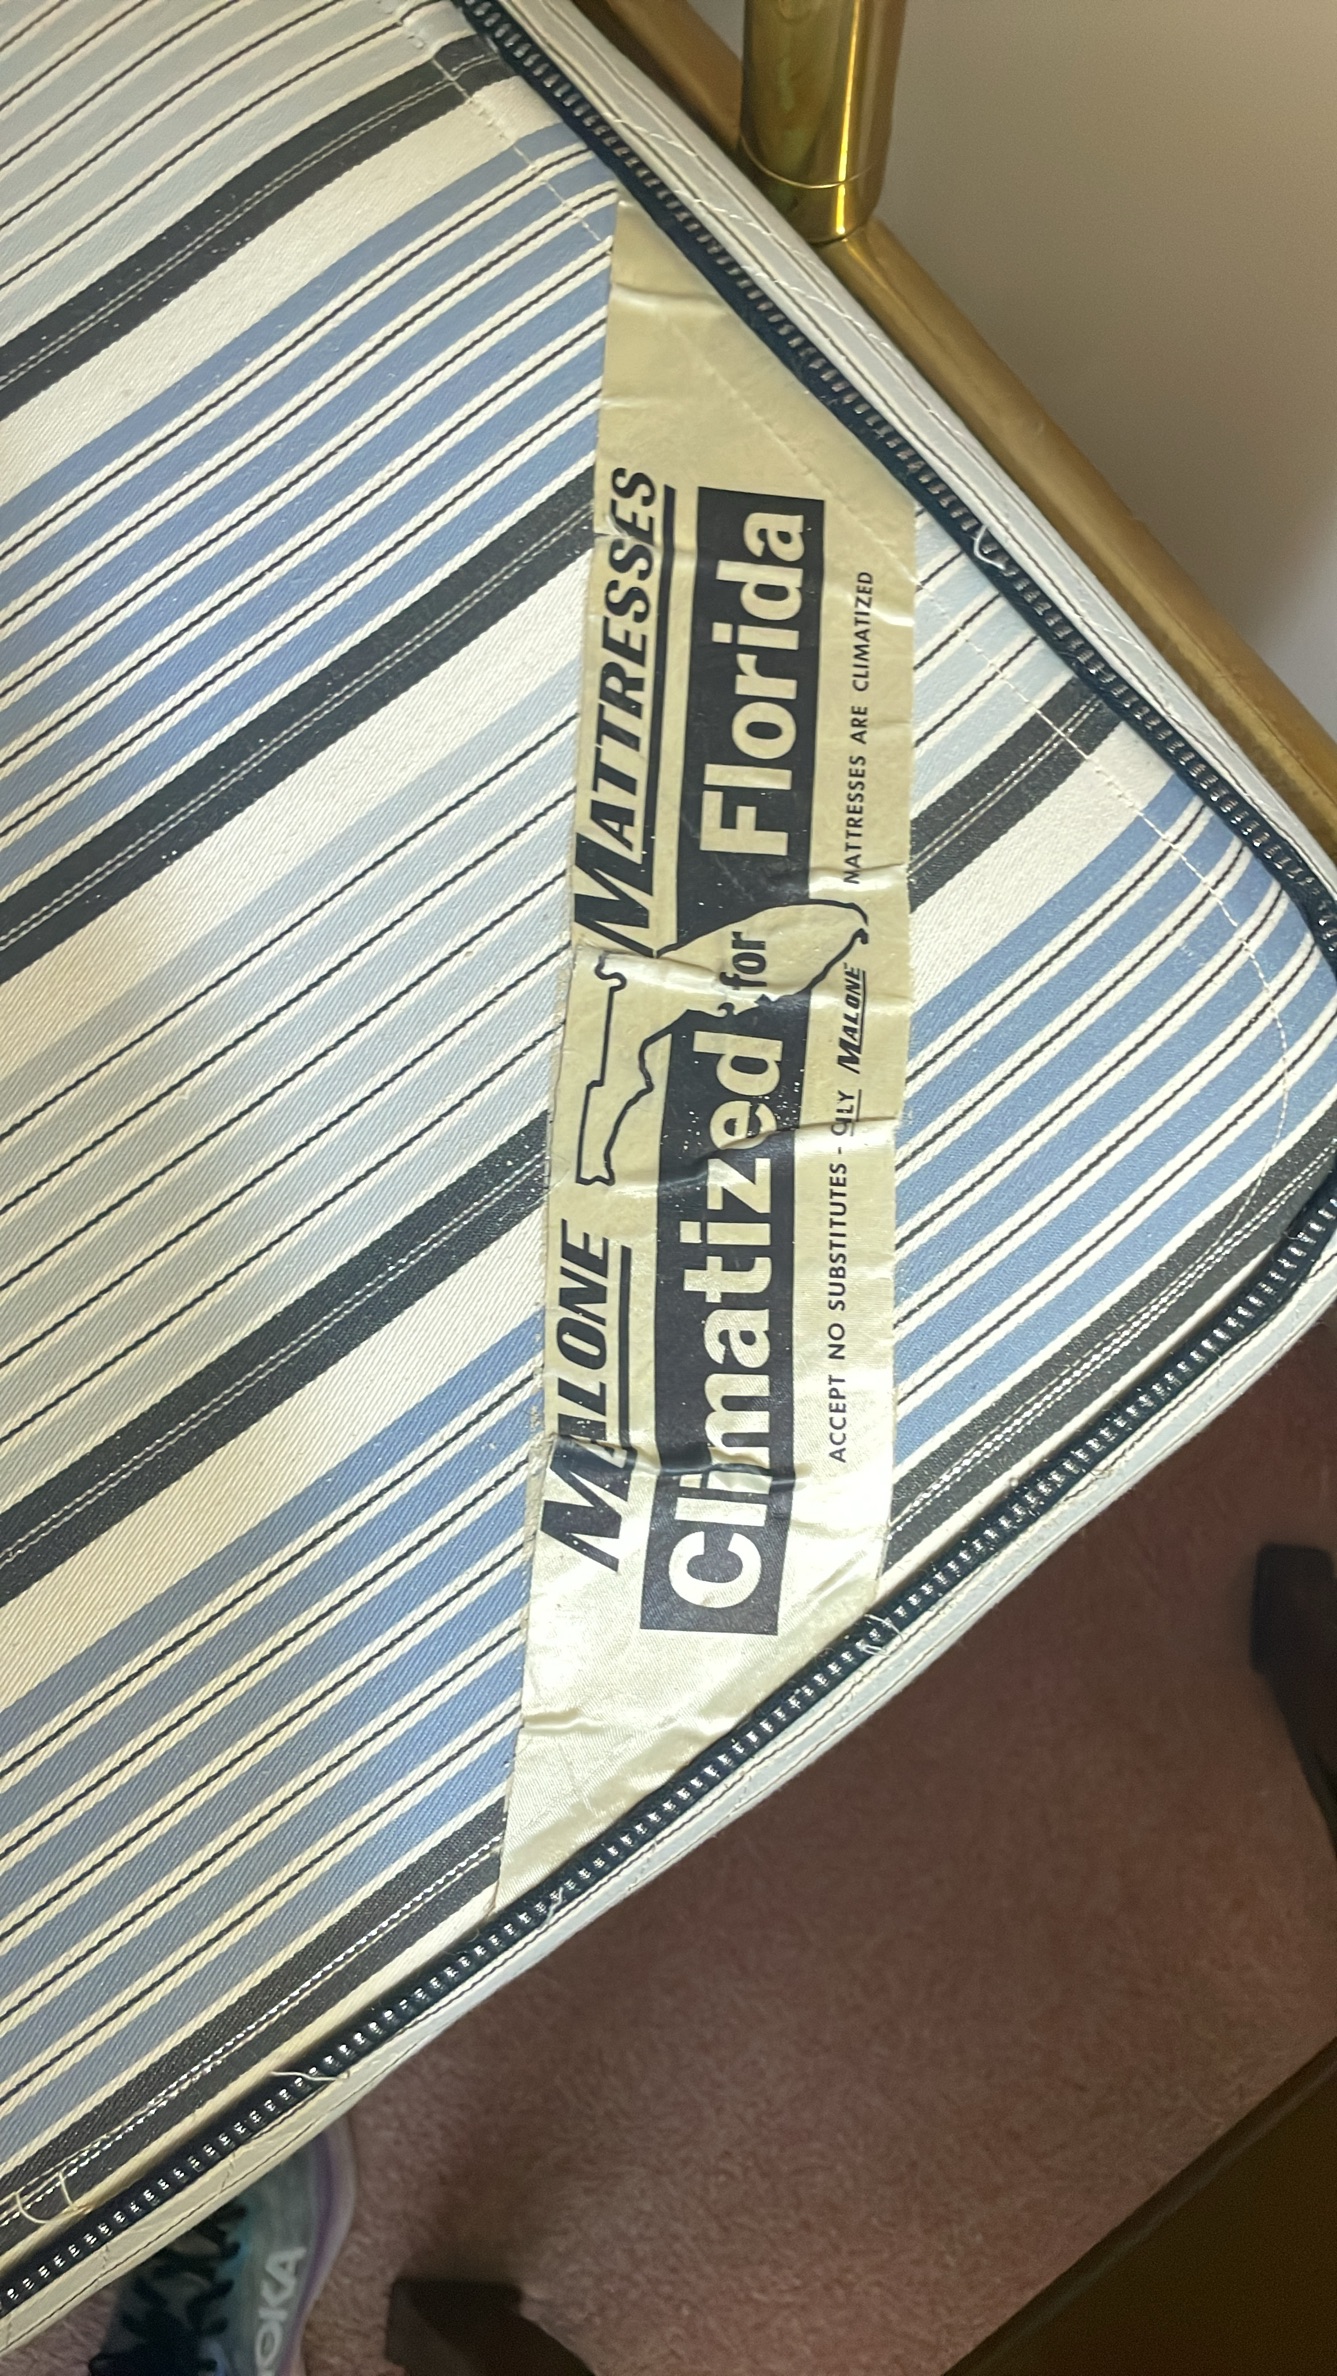 MALONE MATTRESSES
Climatized for Florida
ACCEPT NO SUBSTITUTES - ONLY MALONE MATTRESSES ARE CLIMATIZED
HOKA